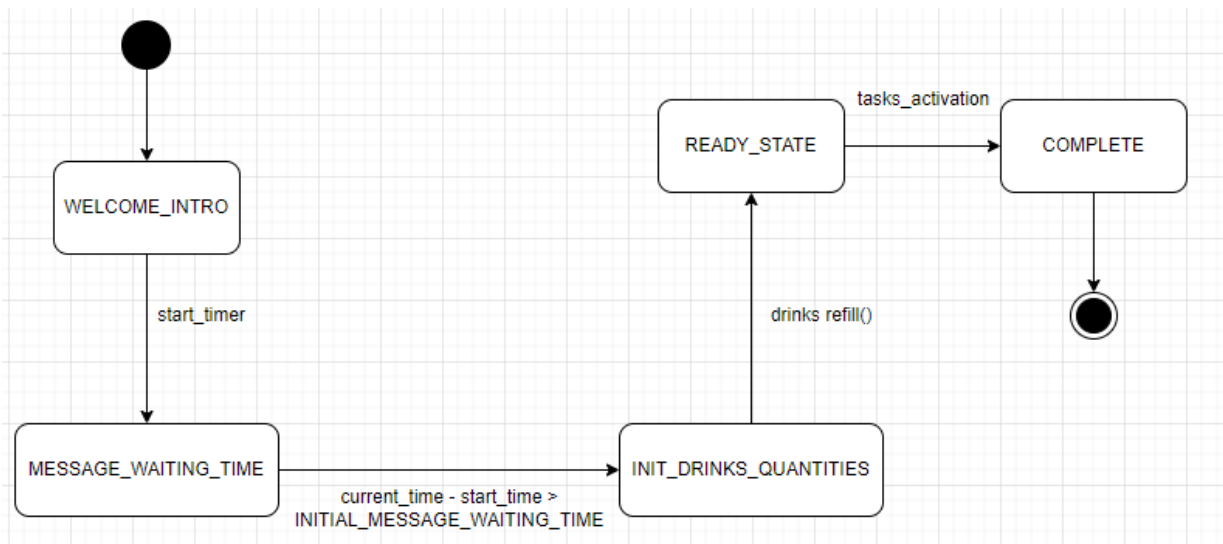 tasks_activation
READY_STATE
COMPLETE
WELCOME_INTRO
start_timer
drinks refill()
MESSAGE_WAITING_TIME
INIT_DRINKS_QUANTITIES
current_time - start_time >
INITIAL_MESSAGE_WAITING_TIME